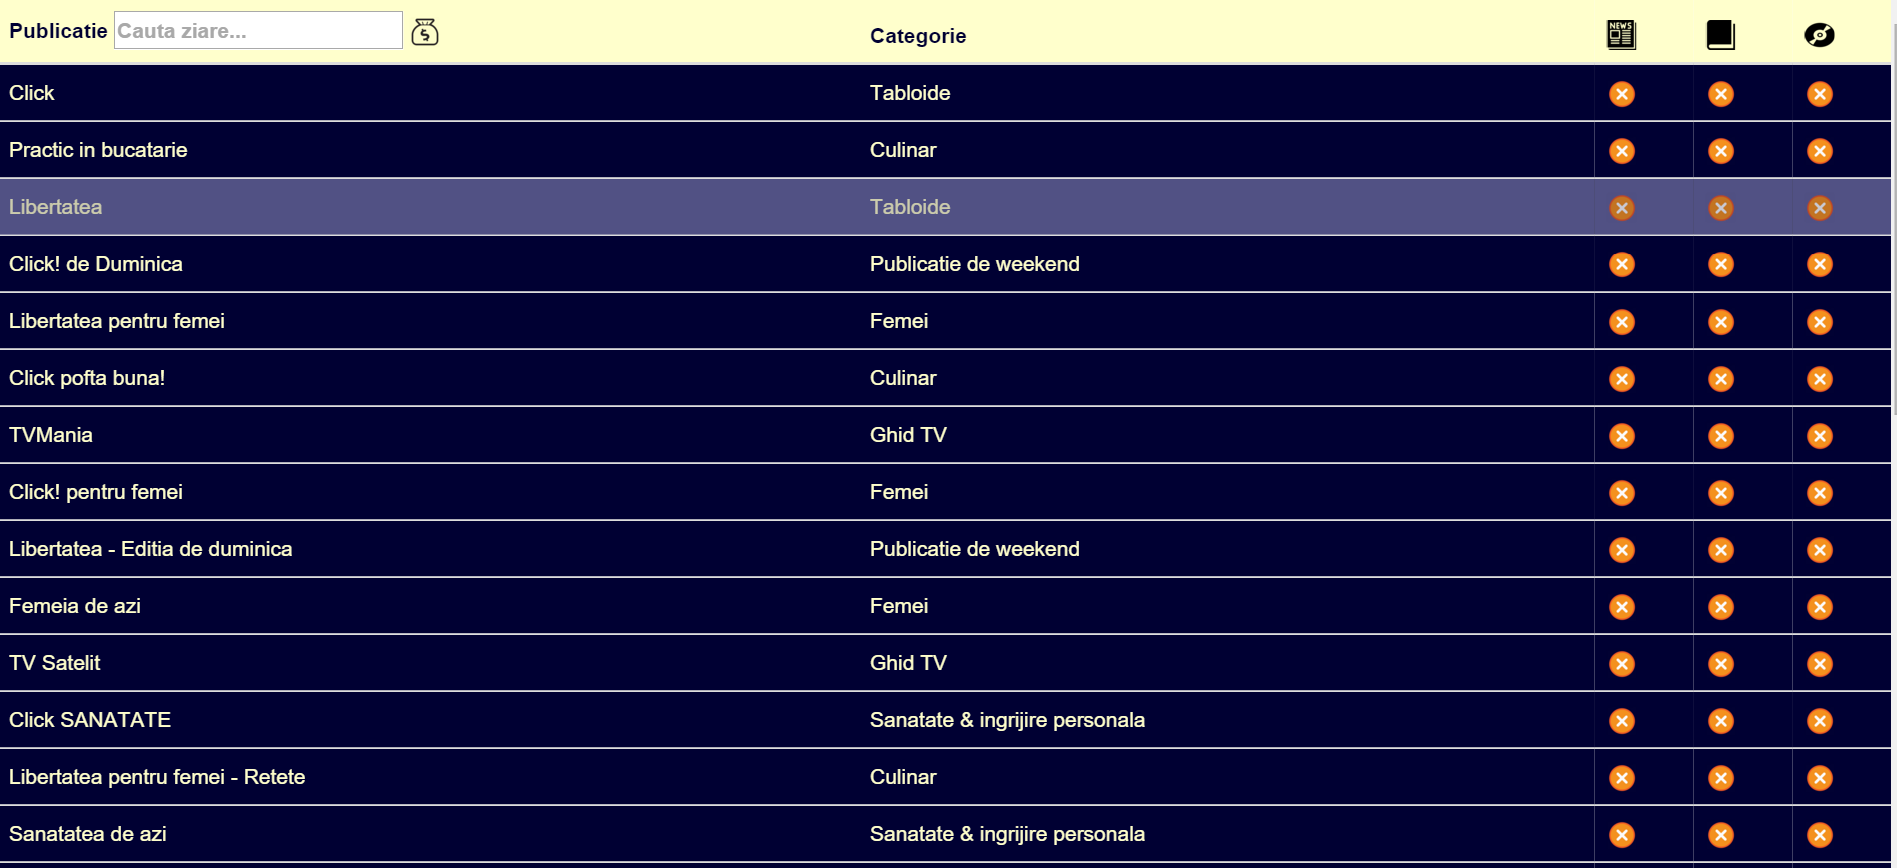 Publicatie Cauta ziare... Categorie NEWS
Click Tabloide
Practic in bucatarie Culinar
Libertatea Tabloide
Click! de Duminica Publicatie de weekend
Libertatea pentru femei Femei
Click pofta buna! Culinar
TVMania Ghid TV
Click! pentru femei Femei
Libertatea - Editia de duminica Publicatie de weekend
Femeia de azi Femei
TV Satelit Ghid TV
Click SANATATE Sanatate & ingrijire personala
Libertatea pentru femei - Retete Culinar
Sanatatea de azi Sanatate & ingrijire personala